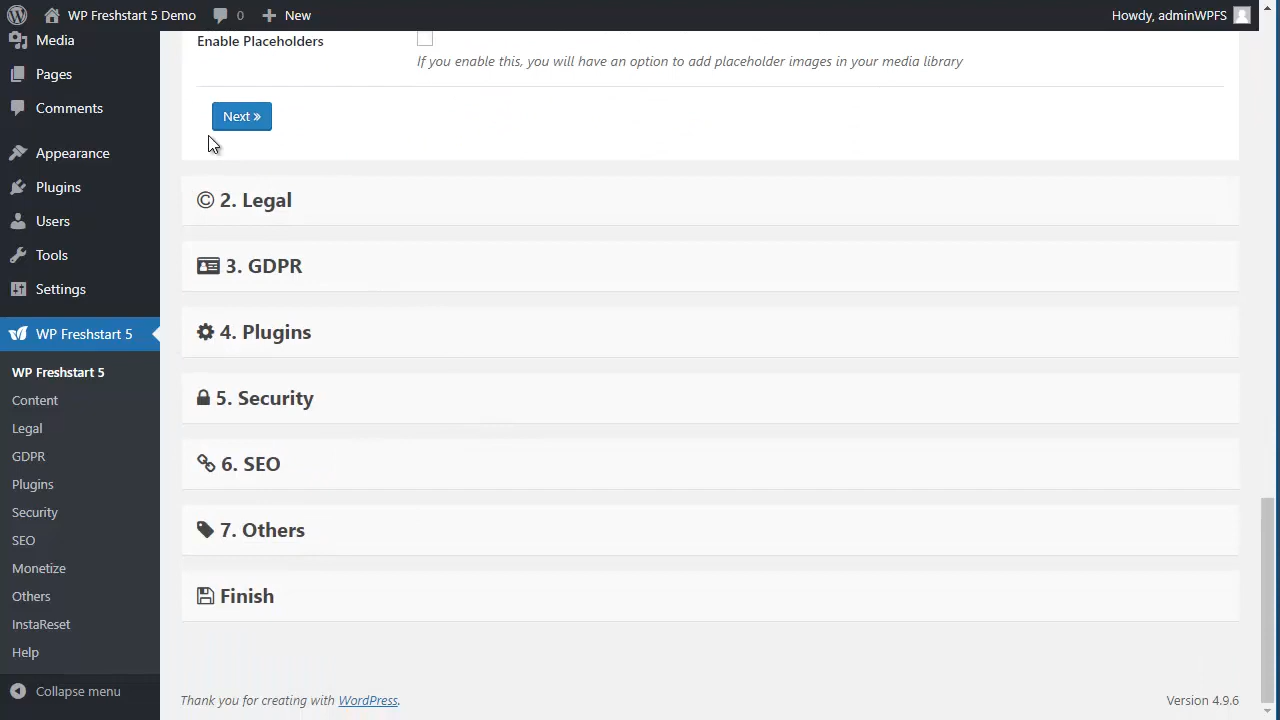 WP Freshstart 5 Demo
0
New
Howdy, adminWPFS
Media
Pages
Comments
Appearance
Plugins
Users
Tools
Settings
WP Freshstart 5
WP Freshstart 5
Content
Legal
GDPR
Plugins
Security
SEO
Monetize
Others
InstaReset
Help
Collapse menu
Enable Placeholders
If you enable this, you will have an option to add placeholder images in your media library
Next »
2. Legal
3. GDPR
4. Plugins
5. Security
6. SEO
7. Others
Finish
Thank you for creating with WordPress.
Version 4.9.6